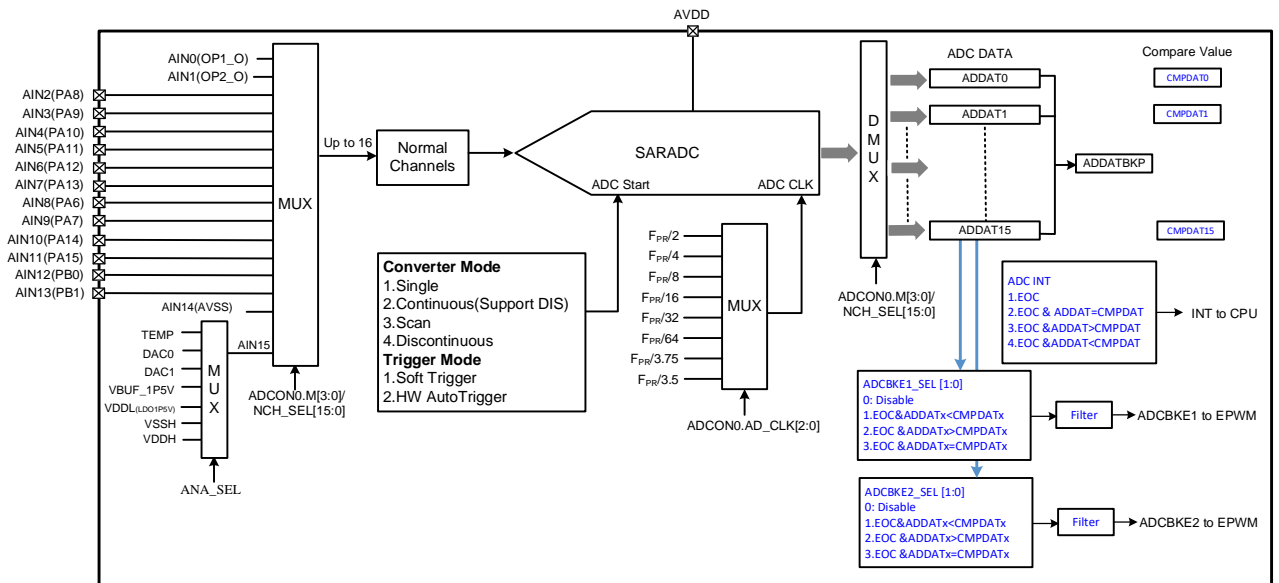 AVDD
AIN0(OP1_O)
AIN1(OP2_O)
AIN2(PA8)
AIN3(PA9)
AIN4(PA10)
AIN5(PA11)
AIN6(PA12)
AIN7(PA13)
AIN8(PA6)
AIN9(PA7)
AIN10(PA14)
AIN11(PA15)
AIN12(PB0)
AIN13(PB1)
AIN14(AVSS)
AIN15
TEMP
DAC0
DAC1
VBUF_1P5V
VDDL(LDO1P5V)
VSSH
VDDH
MUX
ANA_SEL
MUX
ADCON0.M[3:0]/
NCH_SEL[15:0]
Up to 16
Normal
Channels
SARADC
ADC Start
ADC CLK
Converter Mode
1.Single
2.Continuous(Support DIS)
3.Scan
4.Discontinuous
Trigger Mode
1.Soft Trigger
2.HW AutoTrigger
FPR/2
FPR/4
FPR/8
FPR/16
FPR/32
FPR/64
FPR/3.75
FPR/3.5
MUX
ADCON0.AD_CLK[2:0]
DMUX
ADCON0.M[3:0]/
NCH_SEL[15:0]
ADC DATA
ADDAT0
ADDAT1
ADDAT15
ADDATBKP
Compare Value
CMPDAT0
CMPDAT1
CMPDAT15
ADC INT
1.EOC
2.EOC & ADDAT=CMPDAT
3.EOC &ADDAT>CMPDAT
4.EOC &ADDAT<CMPDAT
INT to CPU
ADCBKE1_SEL [1:0]
0: Disable
1.EOC&ADDATx<CMPDATx
2.EOC &ADDATx>CMPDATx
3.EOC &ADDATx=CMPDATx
Filter
ADCBKE1 to EPWM
ADCBKE2_SEL [1:0]
0: Disable
1.EOC&ADDATx<CMPDATx
2.EOC &ADDATx>CMPDATx
3.EOC &ADDATx=CMPDATx
Filter
ADCBKE2 to EPWM